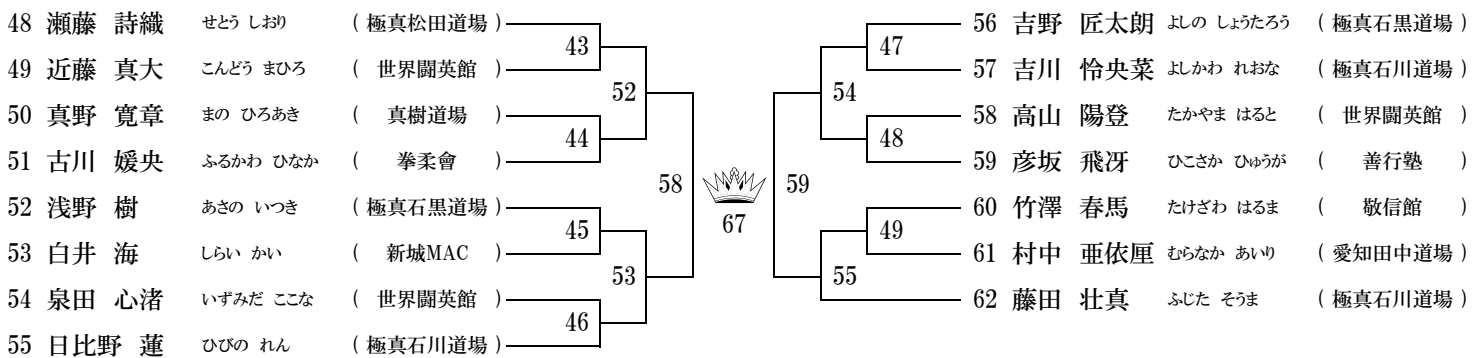 48 瀬藤 詩織 せとう しおり ( 極真松田道場 )
49 近藤 真大 こんどう まひろ ( 世界闘英館 )
50 真野 寛章 まの ひろあき ( 真樹道場 )
51 古川 媛央 ふるかわ ひなか ( 拳柔會 )
52 浅野 樹 あさの いつき ( 極真石黒道場 )
53 白井 海 しらい かい ( 新城MAC )
54 泉田 心渚 いずみだ ここな ( 世界闘英館 )
55 日比野 蓮 ひびの れん ( 極真石川道場 )
43
44
45
46
52
53
58
67
59
54
55
47
48
49
56 吉野 匠太朗 よしの しょうたろう ( 極真石黒道場 )
57 吉川 怜央菜 よしかわ れおな ( 極真石川道場 )
58 高山 陽登 たかやま はると ( 世界闘英館 )
59 彦坂 飛冴 ひこさか ひゅうが ( 善行塾 )
60 竹澤 春馬 たけざわ はるま ( 敬信館 )
61 村中 亜依厘 むらなか あいり ( 愛知田中道場 )
62 藤田 壮真 ふじた そうま ( 極真石川道場 )